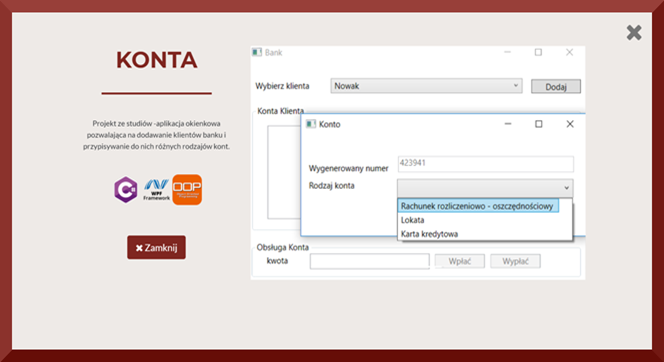 KONTA
Projekt ze studiów -aplikacja okienkowa
pozwalająca na dodawanie klientów banku i
przypisywanie do nich różnych rodzajów kont.
C#
WPF
Framework
OOP
Zamknij
Bank
Wybierz klienta
Nowak
Dodaj
Konta Klienta
Konto
Wygenerowany numer
423941
Rodzaj konta
Rachunek rozliczeniowo - oszczędnościowy
Lokata
Karta kredytowa
Obsługa Konta
kwota
Wpłać
Wypłać